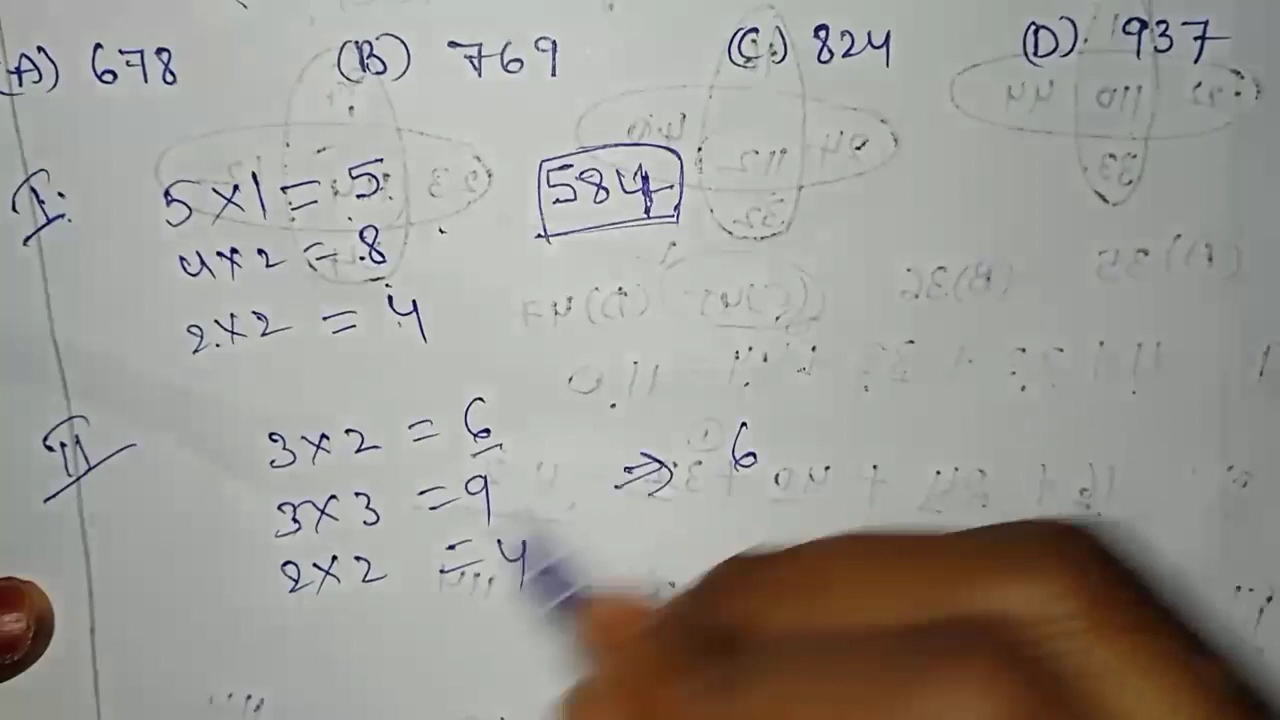 (A) 678 (B) 769 (C) 824 (D) 937
I. 5×1 = 5 584
4×2 = 8
2×2 = 4
II 3×2 = 6 ⇒ 6
3×3 = 9
2×2 = 4